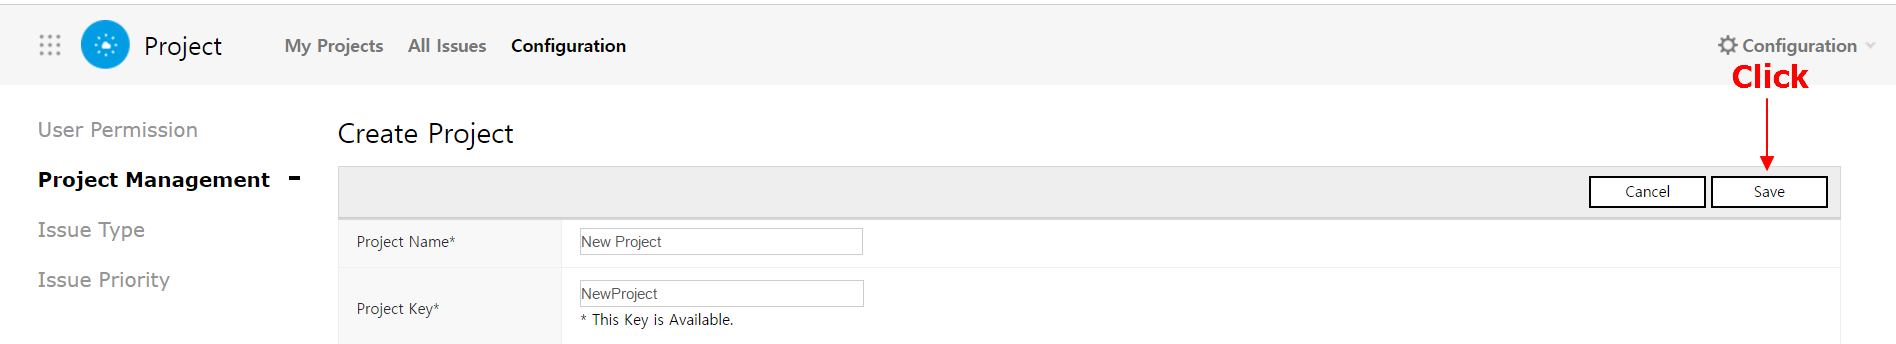 Project My Projects All Issues Configuration Configuration
Click
User Permission
Project Management
Issue Type
Issue Priority
Create Project
Cancel Save
Project Name* New Project
Project Key* NewProject
* This Key is Available.